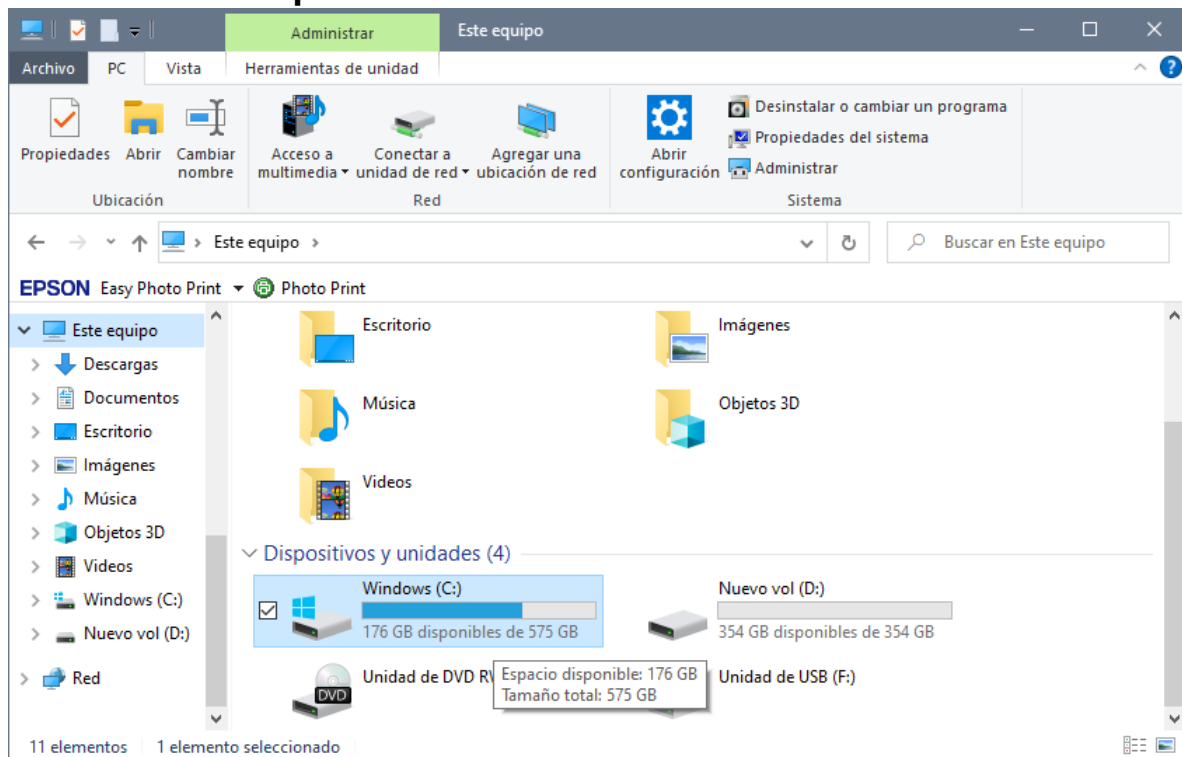 Administrar
Este equipo
Archivo PC Vista Herramientas de unidad
Propiedades
Abrir
Cambiar
nombre
Ubicación
Acceso a
multimedia
Conectar a
unidad de red
Agregar una
ubicación de red
Red
Abrir
configuración
Desinstalar o cambiar un programa
Propiedades del sistema
Administrar
Sistema
Este equipo
Buscar en Este equipo
EPSON Easy Photo Print Photo Print
Este equipo
Descargas
Documentos
Escritorio
Imágenes
Música
Objetos 3D
Videos
Windows (C:)
Nuevo vol (D:)
Red
Escritorio
Imágenes
Música
Objetos 3D
Videos
Dispositivos y unidades (4)
Windows (C:)
176 GB disponibles de 575 GB
Nuevo vol (D:)
354 GB disponibles de 354 GB
DVD
Unidad de DVD
Espacio disponible: 176 GB
Tamaño total: 575 GB
Unidad de USB (F:)
11 elementos 1 elemento seleccionado